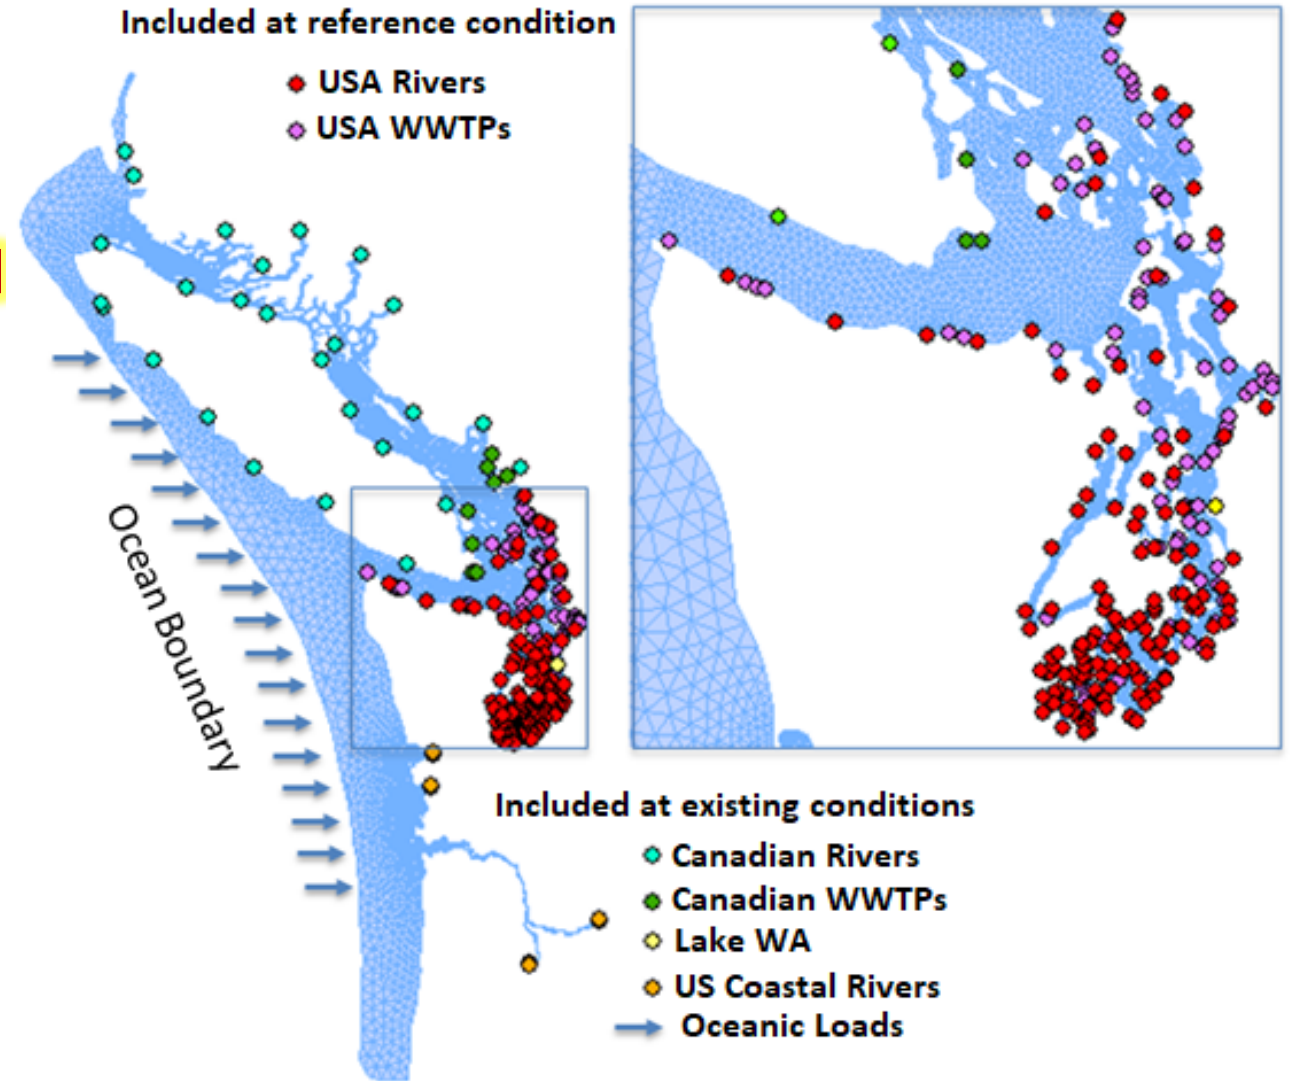 Included at reference condition
USA Rivers
USA WWTPs
Ocean Boundary
Included at existing conditions
Canadian Rivers
Canadian WWTPs
Lake WA
US Coastal Rivers
Oceanic Loads